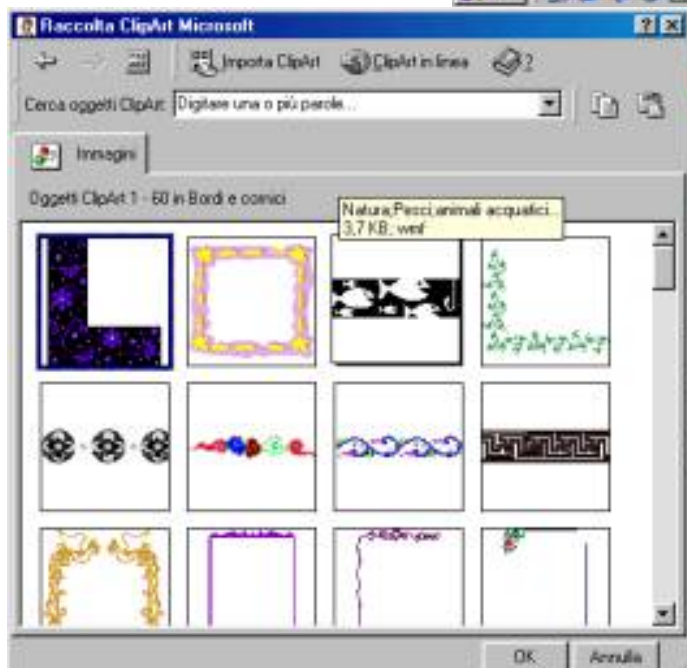 Raccolta ClipArt Microsoft
Importa ClipArt ClipArt in linea ?
Cerca oggetti ClipArt: Digitare una o più parole...
Immagini
Oggetti ClipArt 1 - 60 in Bordi e cornici
Natura,Pesci,animali acquatici...
3,7 KB, wmf
OK Annulla